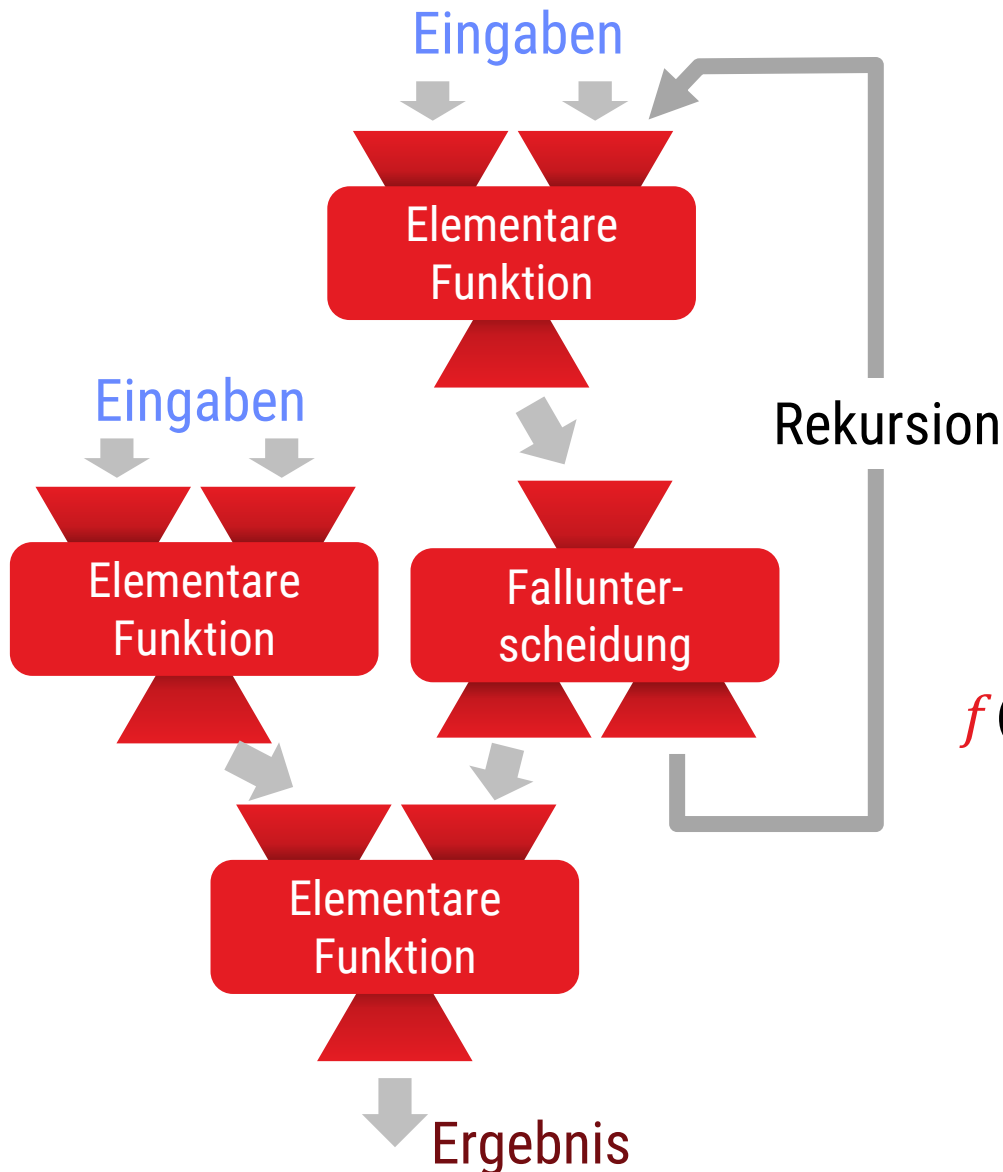 Eingaben
Elementare
Funktion
Eingaben
Rekursion
Elementare
Funktion
Fallunter-
scheidung
f(
Elementare
Funktion
Ergebnis